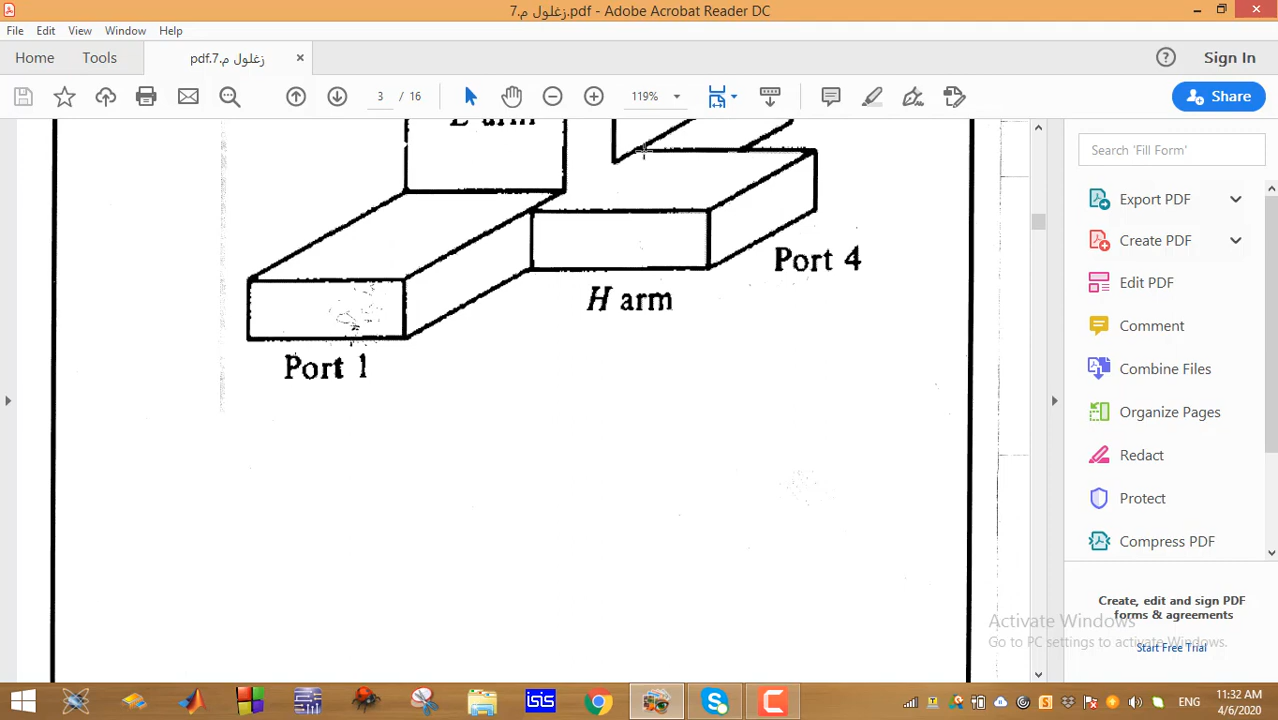 زغلول م.7.pdf - Adobe Acrobat Reader DC
File Edit View Window Help
Home Tools زغلول م.7.pdf Sign In
3 / 16 119% Share
E arm
Port 4
H arm
Port 1
Search 'Fill Form'
Export PDF
Create PDF
Edit PDF
Comment
Combine Files
Organize Pages
Redact
Protect
Compress PDF
Create, edit and sign PDF
forms & agreements
Start Free Trial
Activate Windows
Go to PC settings to activate Windows.
isis
ENG
11:32 AM
4/6/2020